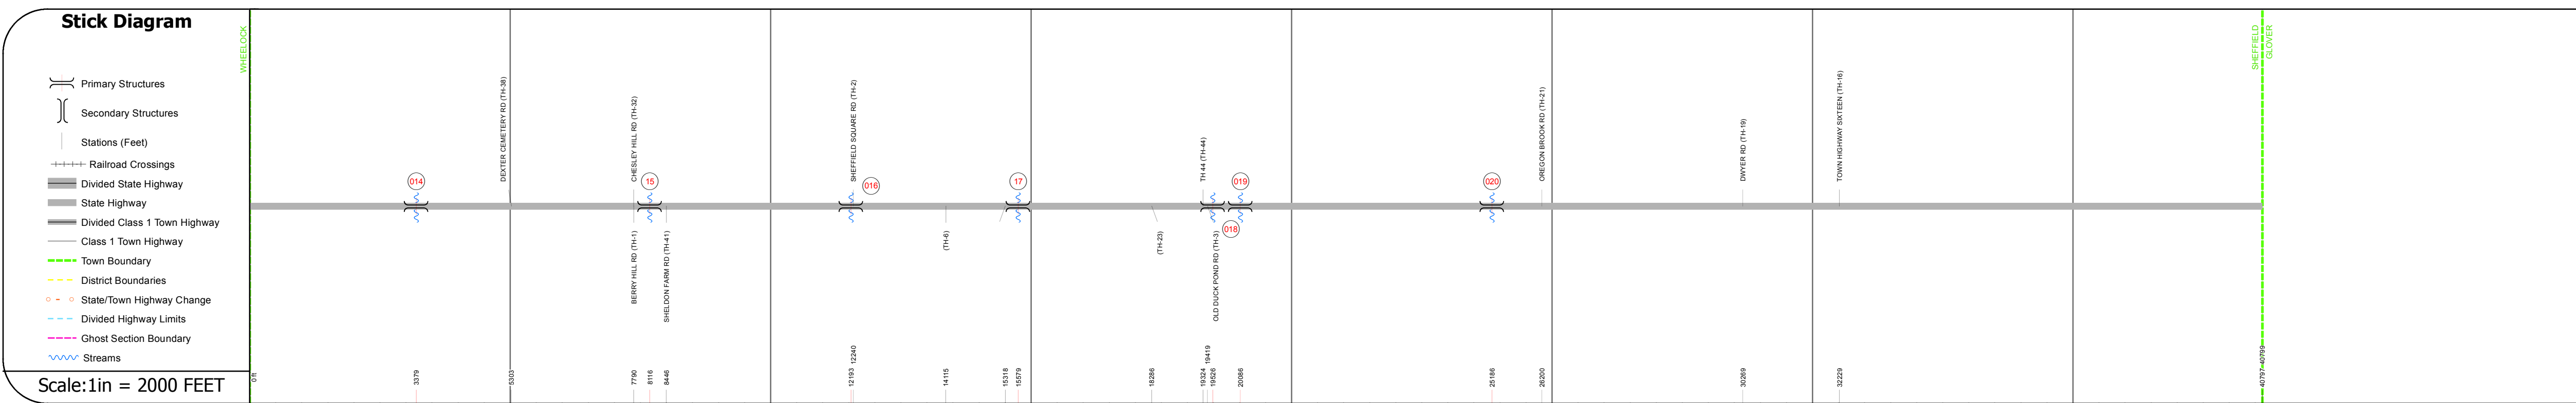 Stick Diagram
Primary Structures
Secondary Structures
Stations (Feet)
Railroad Crossings
Divided State Highway
State Highway
Divided Class 1 Town Highway
Class 1 Town Highway
Town Boundary
District Boundaries
State/Town Highway Change
Divided Highway Limits
Ghost Section Boundary
Streams
Scale:1in = 2000 FEET
WHEELOCK
014
DEXTER CEMETERY RD (TH-38)
CHESLEY HILL RD (TH-32)
BERRY HILL RD (TH-1)
15
SHELDON FARM RD (TH-41)
SHEFFIELD SQUARE RD (TH-2)
016
(TH-6)
17
(TH-23)
TH 44 (TH-44)
OLD DUCK POND RD (TH-3)
018
019
020
OREGON BROOK RD (TH-21)
DWYER RD (TH-19)
TOWN HIGHWAY SIXTEEN (TH-16)
SHEFFIELD
GLOVER
0 ft
3379
5303
7790
8116
8446
12193
12240
14115
15318
15579
18286
19324
19419
19526
20086
25186
26200
30269
32229
40797
40799